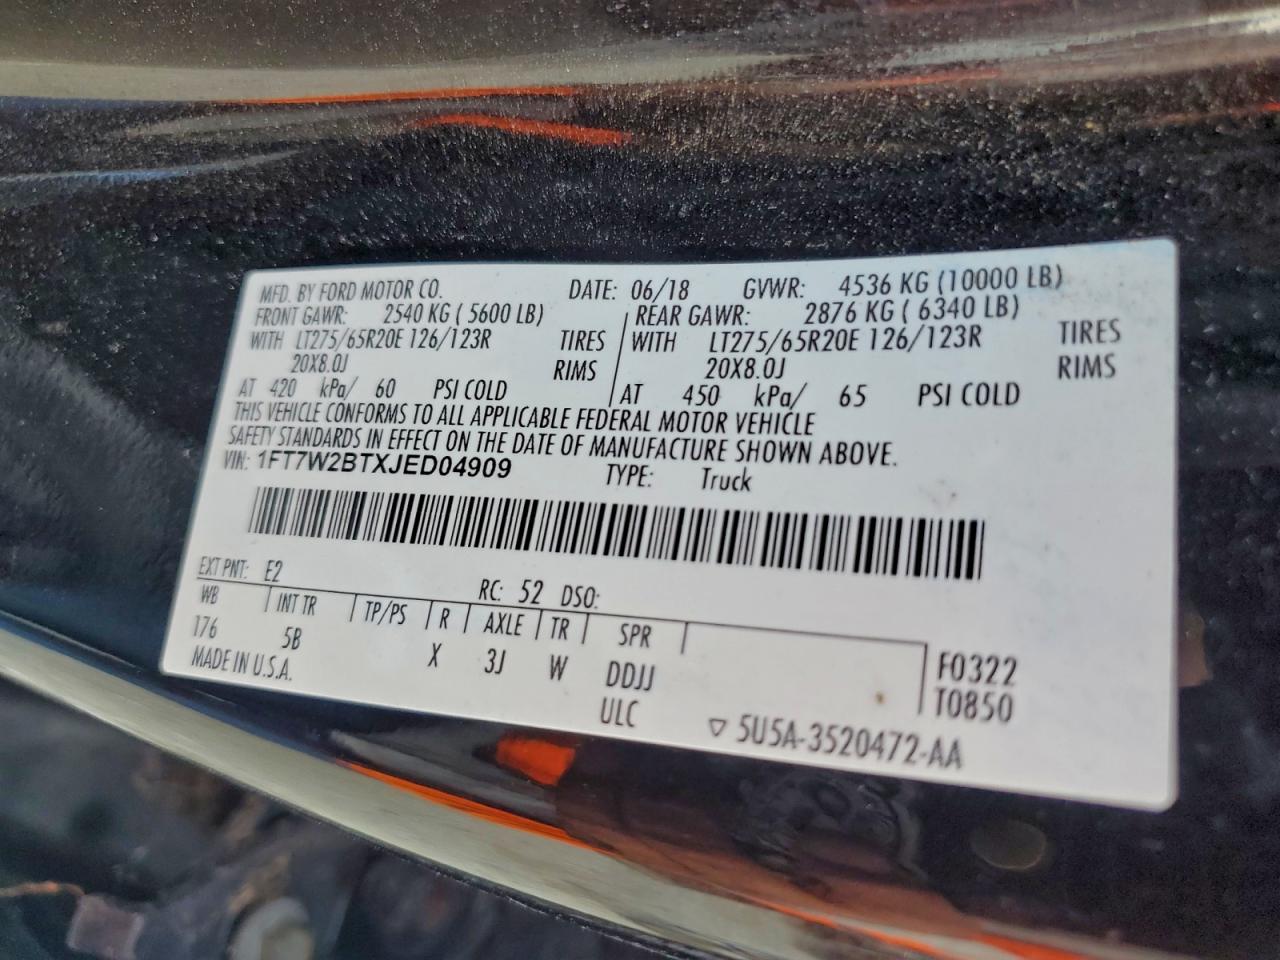 MFD. BY FORD MOTOR CO. DATE: 06/18 GVWR: 4536 KG (10000 LB)
FRONT GAWR: 2540 KG ( 5600 LB) REAR GAWR: 2876 KG ( 6340 LB)
WITH LT275/65R20E 126/123R TIRES WITH LT275/65R20E 126/123R TIRES
20X8.0J RIMS 20X8.0J RIMS
AT 420 kPa/ 60 PSI COLD AT 450 kPa/ 65 PSI COLD
THIS VEHICLE CONFORMS TO ALL APPLICABLE FEDERAL MOTOR VEHICLE
SAFETY STANDARDS IN EFFECT ON THE DATE OF MANUFACTURE SHOWN ABOVE.
VIN: 1FT7W2BTXJED04909 TYPE: Truck
EXT PNT: E2 RC: 52 DSO:
WB INT TR TP/PS R AXLE TR SPR
176 5B X 3J W DDJJ F0322
MADE IN U.S.A. ULC T0850
5U5A-3520472-AA